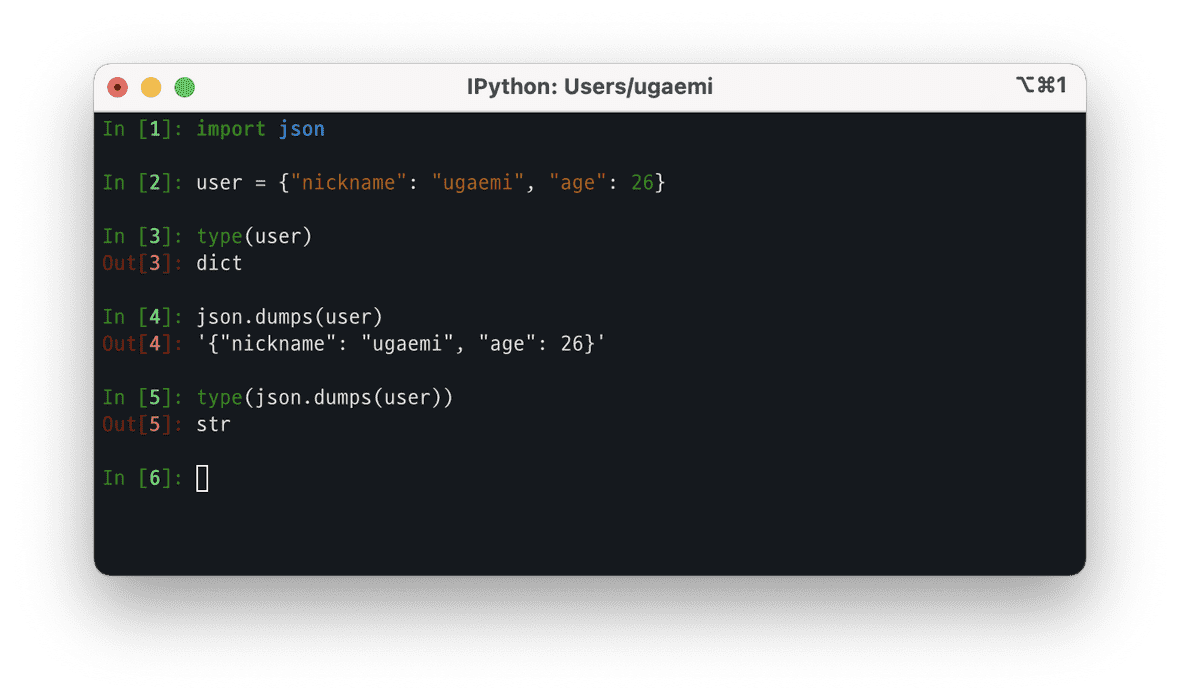 IPython: Users/ugaemi
⌥⌘1
In [1]: import json
In [2]: user = {"nickname": "ugaemi", "age": 26}
In [3]: type(user)
Out[3]: dict
In [4]: json.dumps(user)
Out[4]: '{"nickname": "ugaemi", "age": 26}'
In [5]: type(json.dumps(user))
Out[5]: str
In [6]: